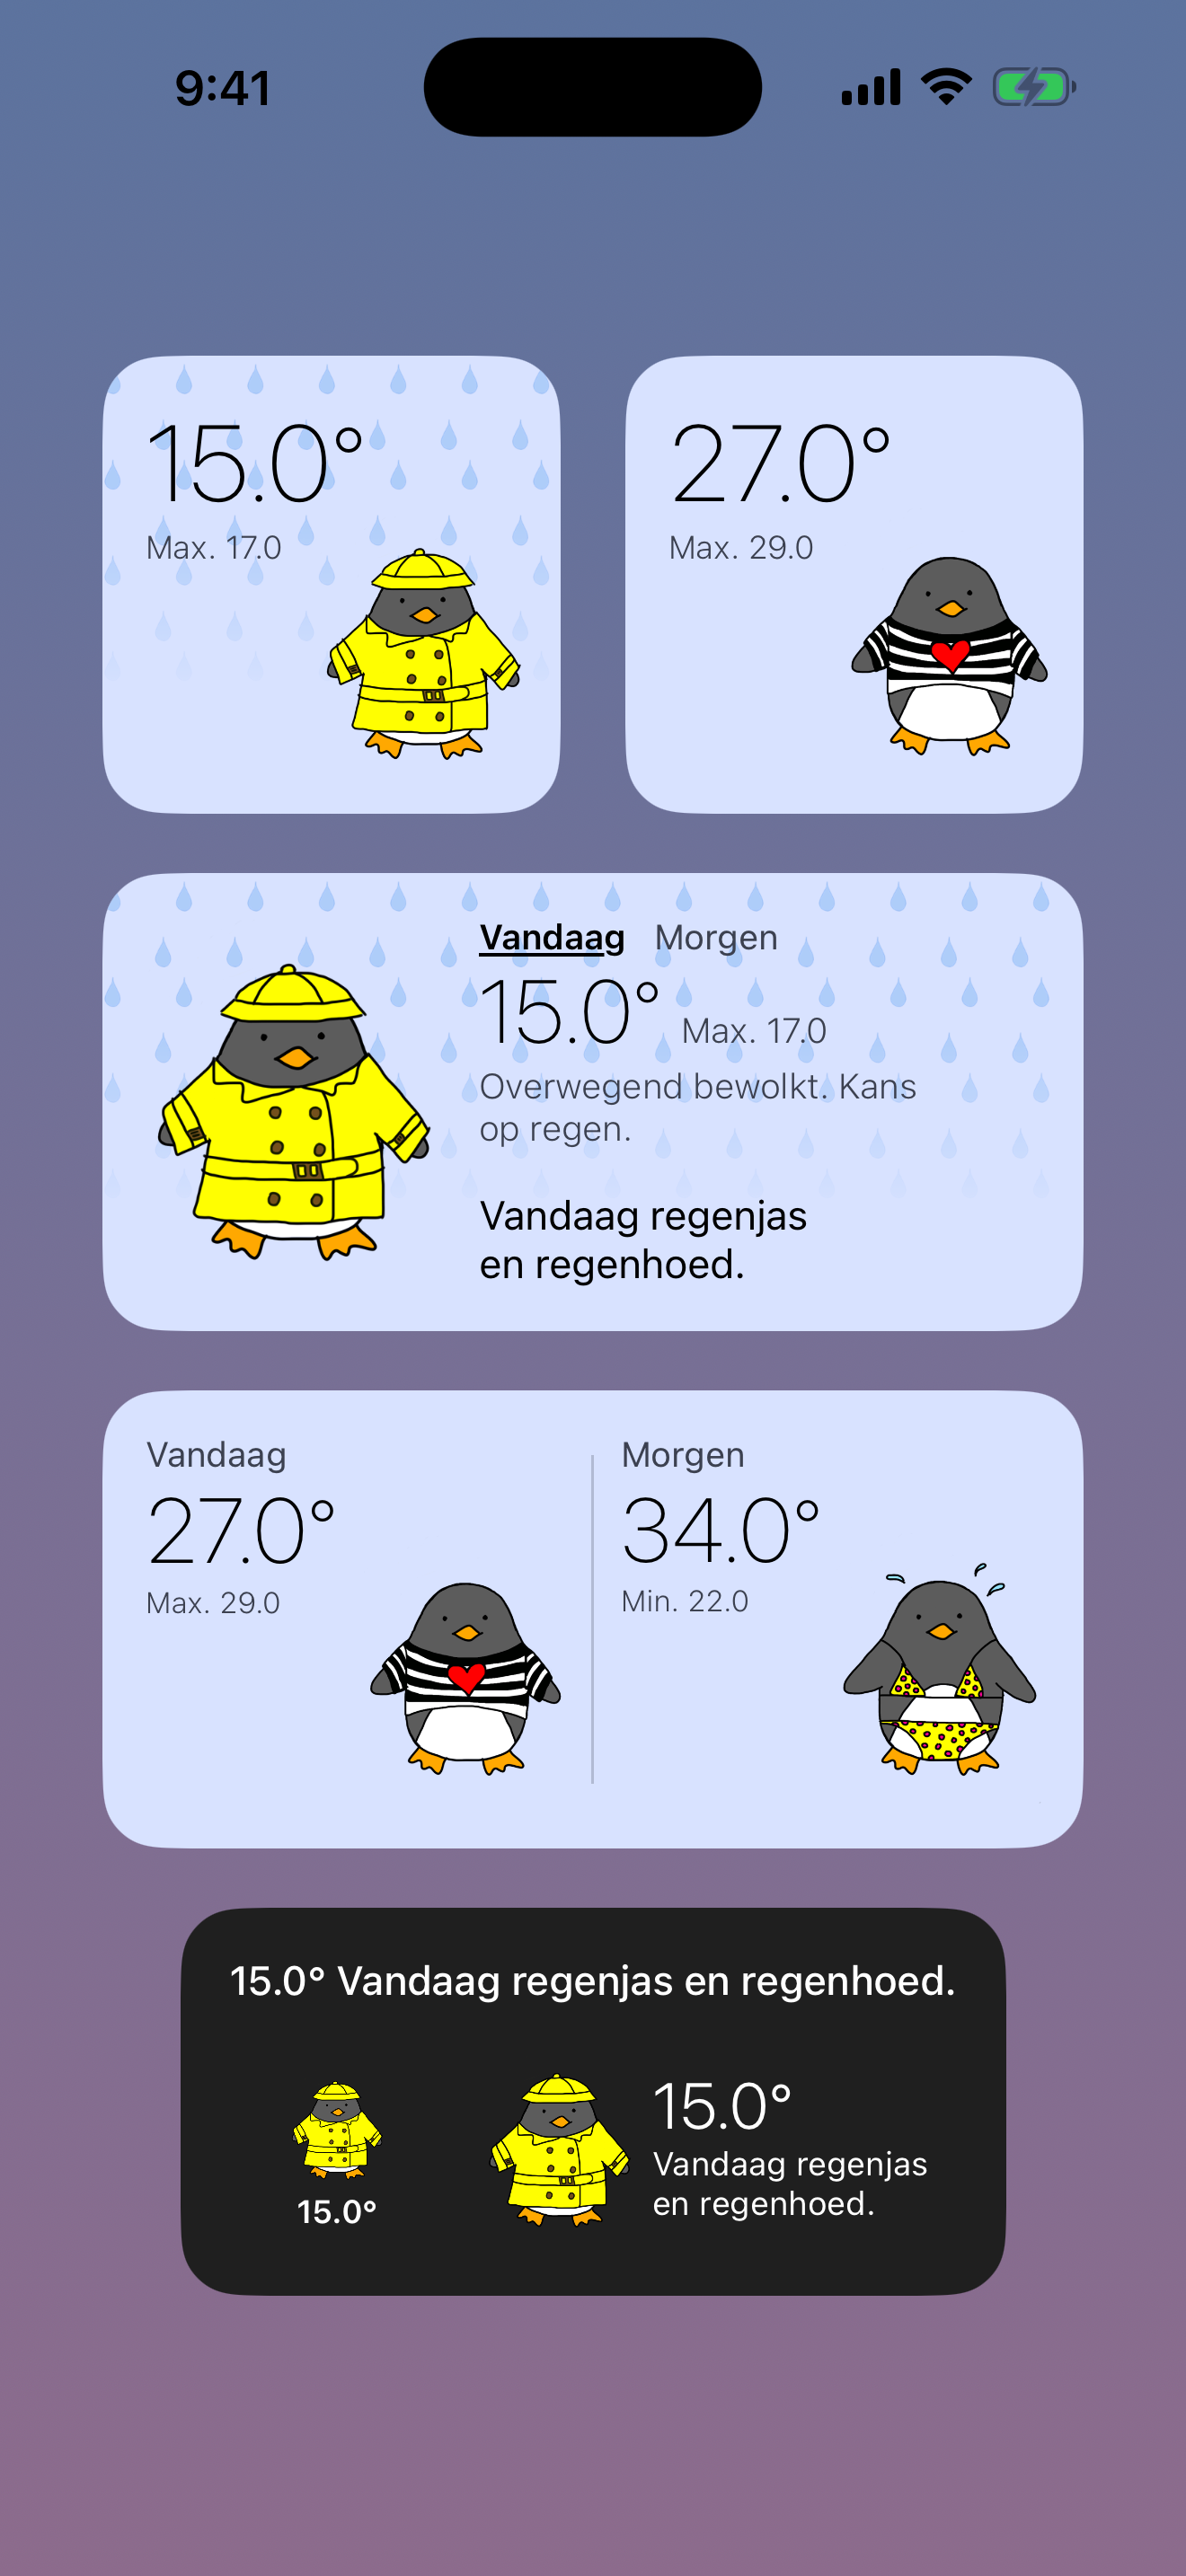 9:41
15.0°
Max. 17.0
27.0°
Max. 29.0
Vandaag Morgen
15.0° Max. 17.0
Overwegend bewolkt. Kans
op regen.
Vandaag regenjas
en regenhoed.
Vandaag
27.0°
Max. 29.0
Morgen
34.0°
Min. 22.0
15.0° Vandaag regenjas en regenhoed.
15.0°
15.0°
Vandaag regenjas
en regenhoed.